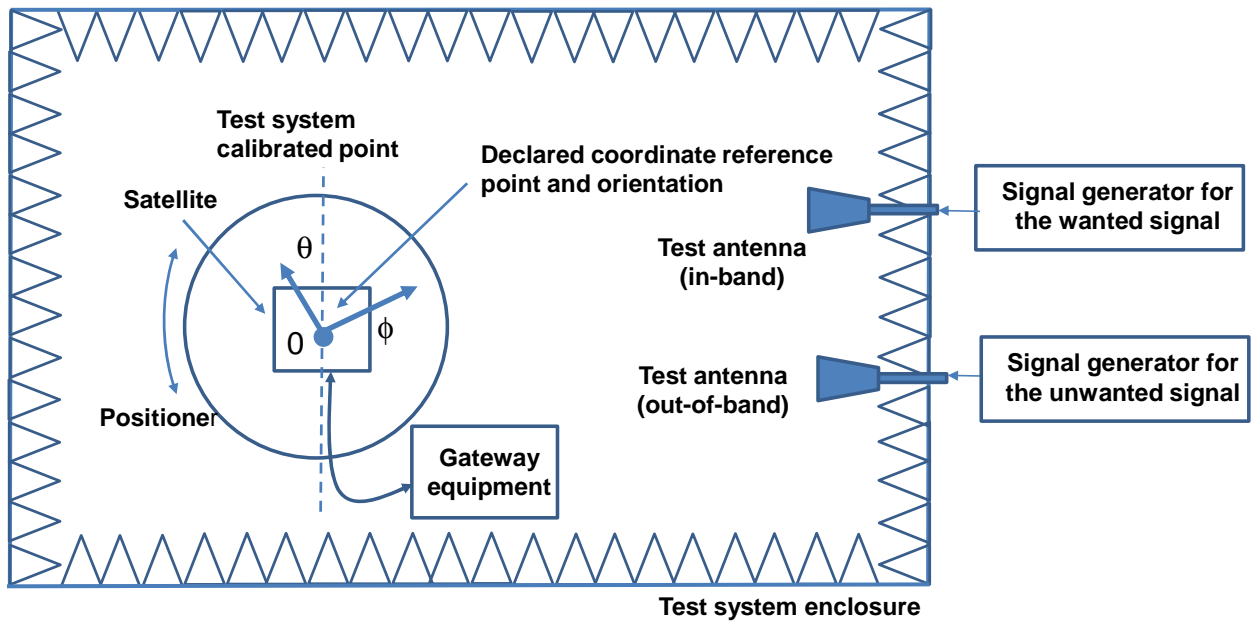 Test system
calibrated point
Declared coordinate reference
point and orientation
Satellite
θ
ϕ
0
Positioner
Gateway
equipment
Test antenna
(in-band)
Test antenna
(out-of-band)
Signal generator for
the wanted signal
Signal generator for
the unwanted signal
Test system enclosure